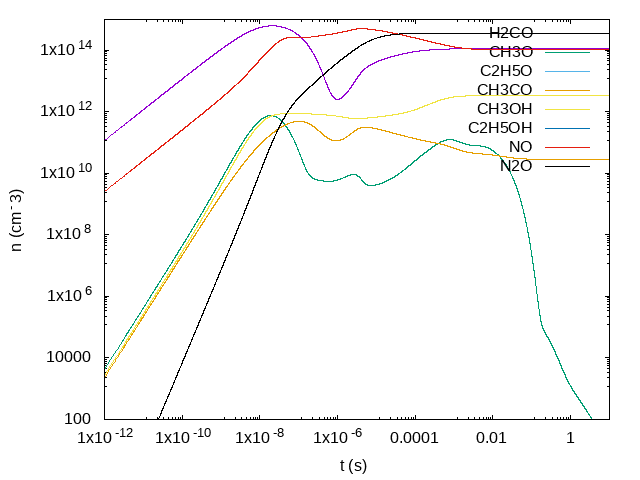 1x10^14
1x10^12
1x10^10
1x10^8
1x10^6
10000
100
n (cm^-3)
H2CO
CH3O
C2H5O
CH3CO
CH3OH
C2H5OH
NO
N2O
1x10^-12
1x10^-10
1x10^-8
1x10^-6
0.0001
0.01
1
t (s)